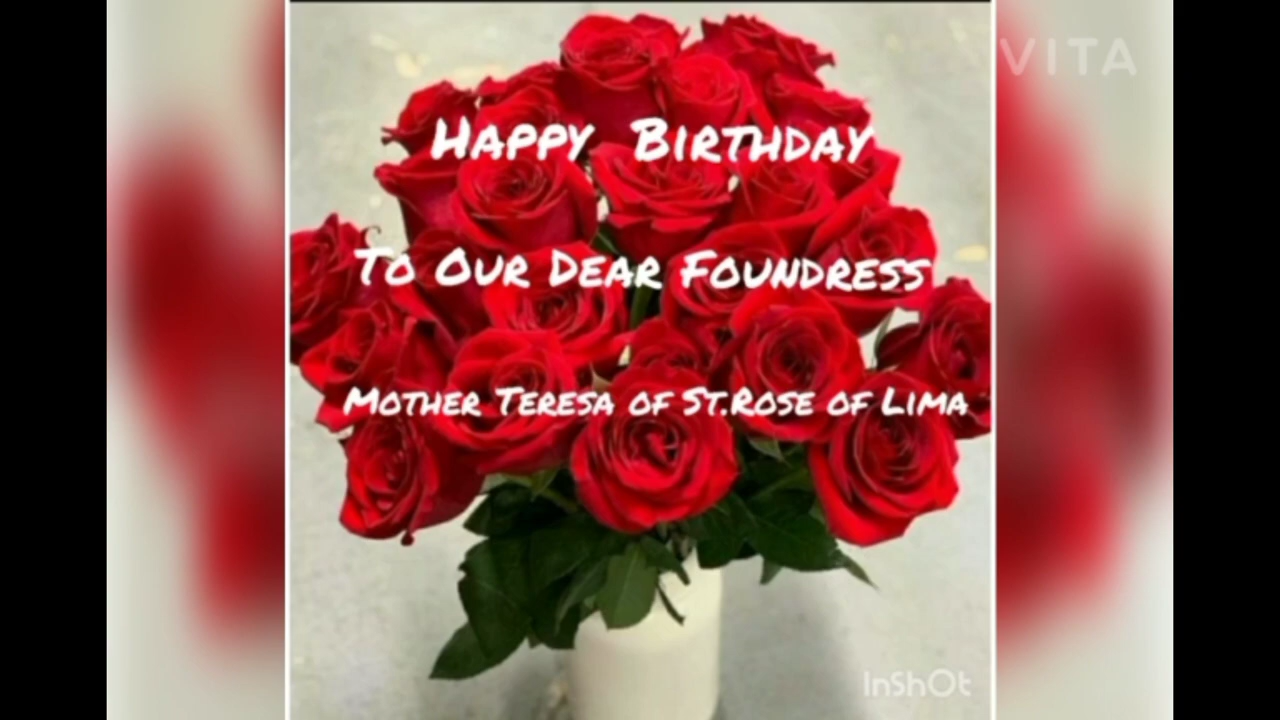 VITA
Happy Birthday
To Our Dear Foundress
Mother Teresa of St.Rose of Lima
InShOt